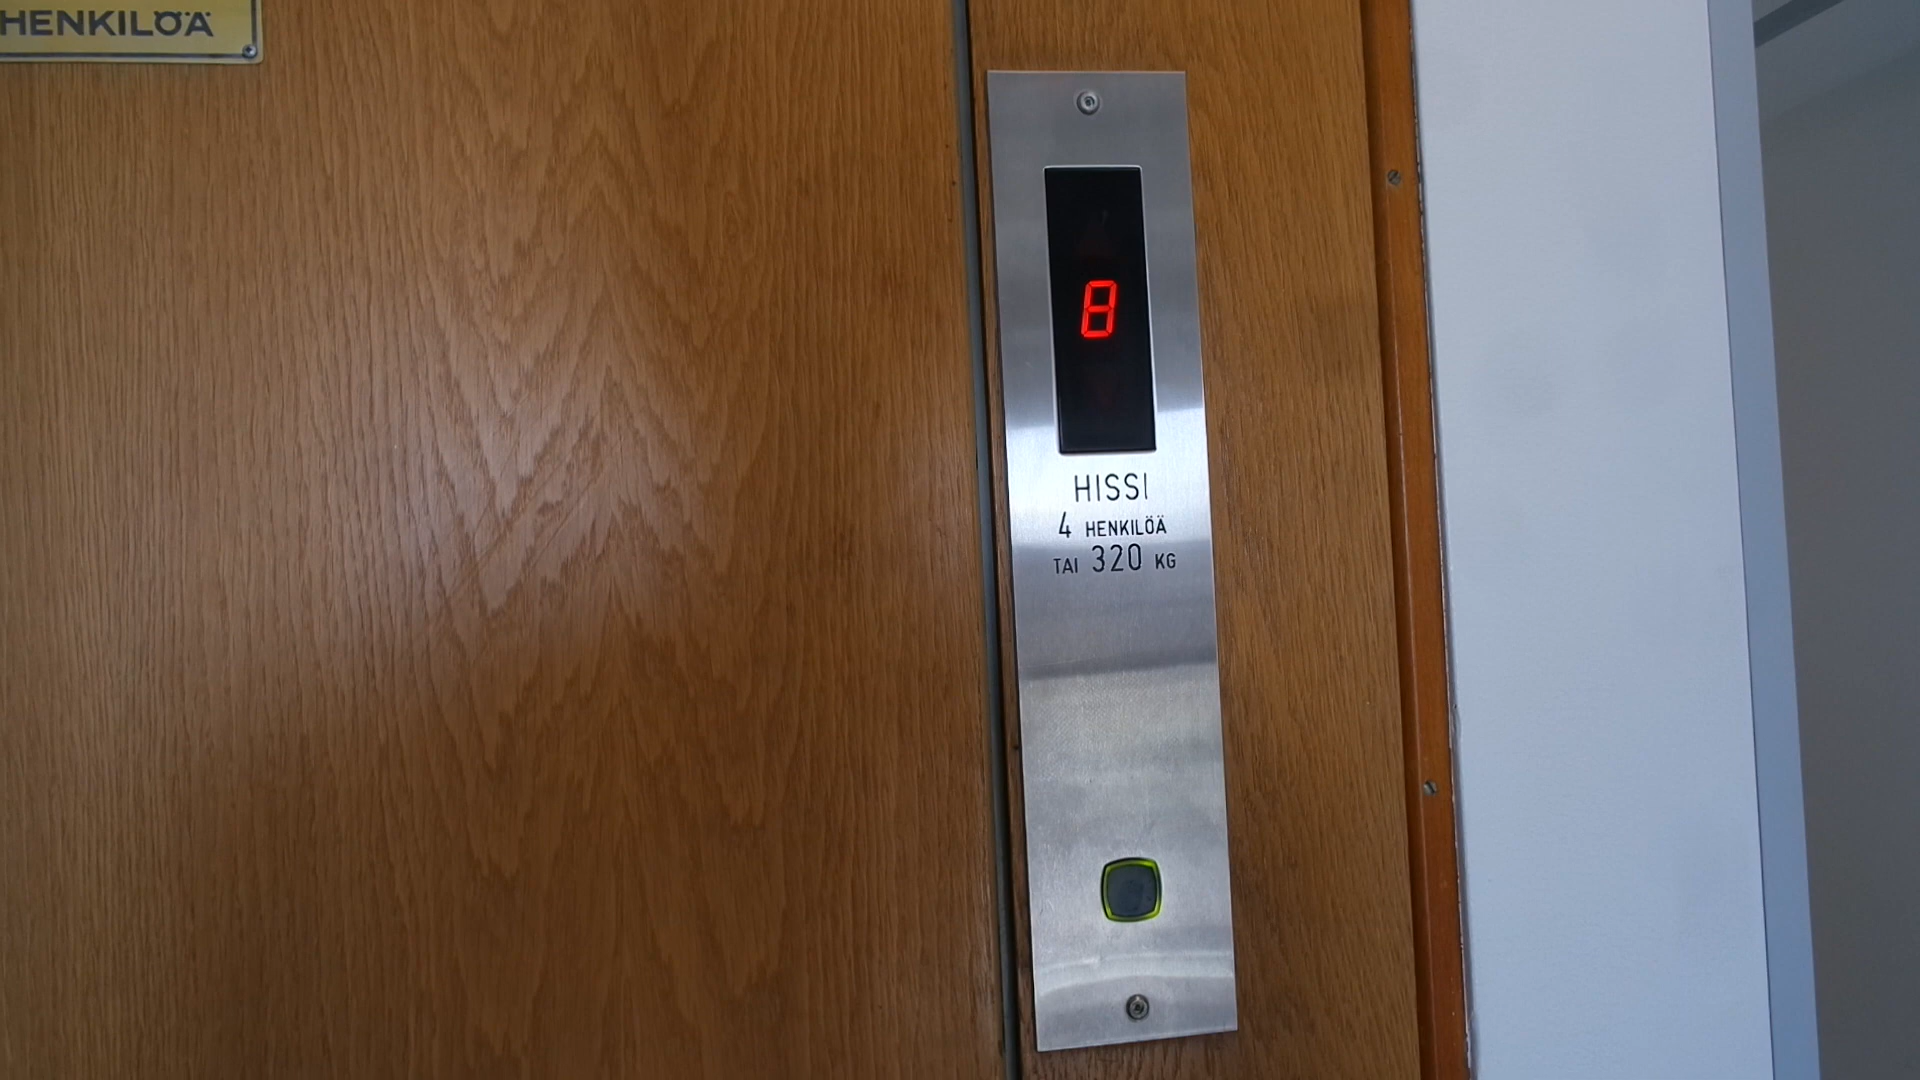 HENKILÖÄ
8
HISSI
4 HENKILÖÄ
TAI 320 KG